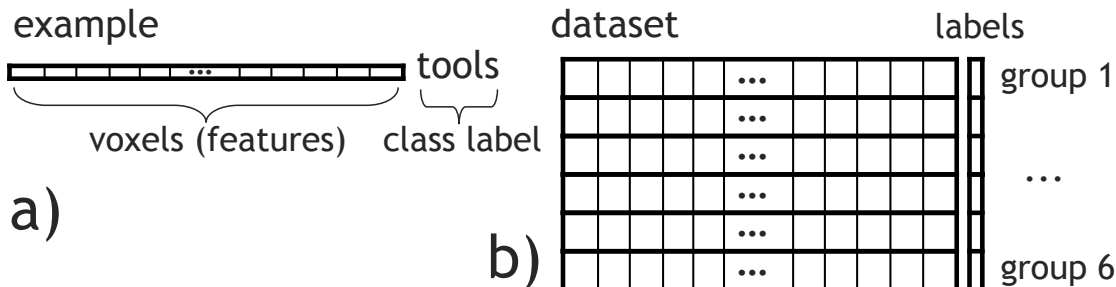 example
... tools
voxels (features) class label
a)
dataset labels
... group 1
...
...
... ...
...
b) ... group 6